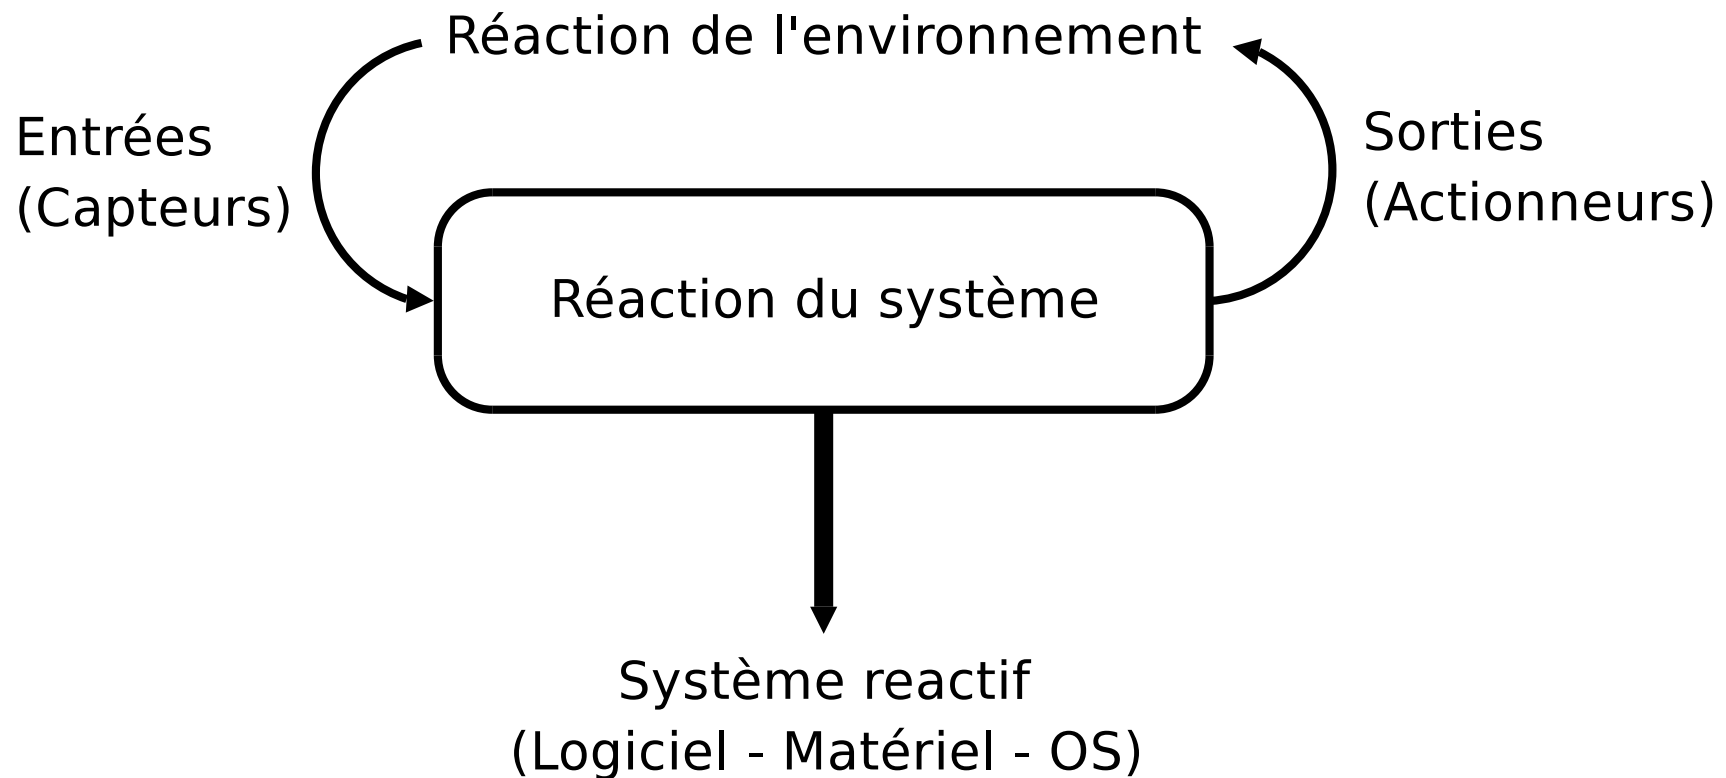 Réaction de l'environnement
Entrées
(Capteurs)
Sorties
(Actionneurs)
Réaction du système
Système reactif
(Logiciel - Matériel - OS)